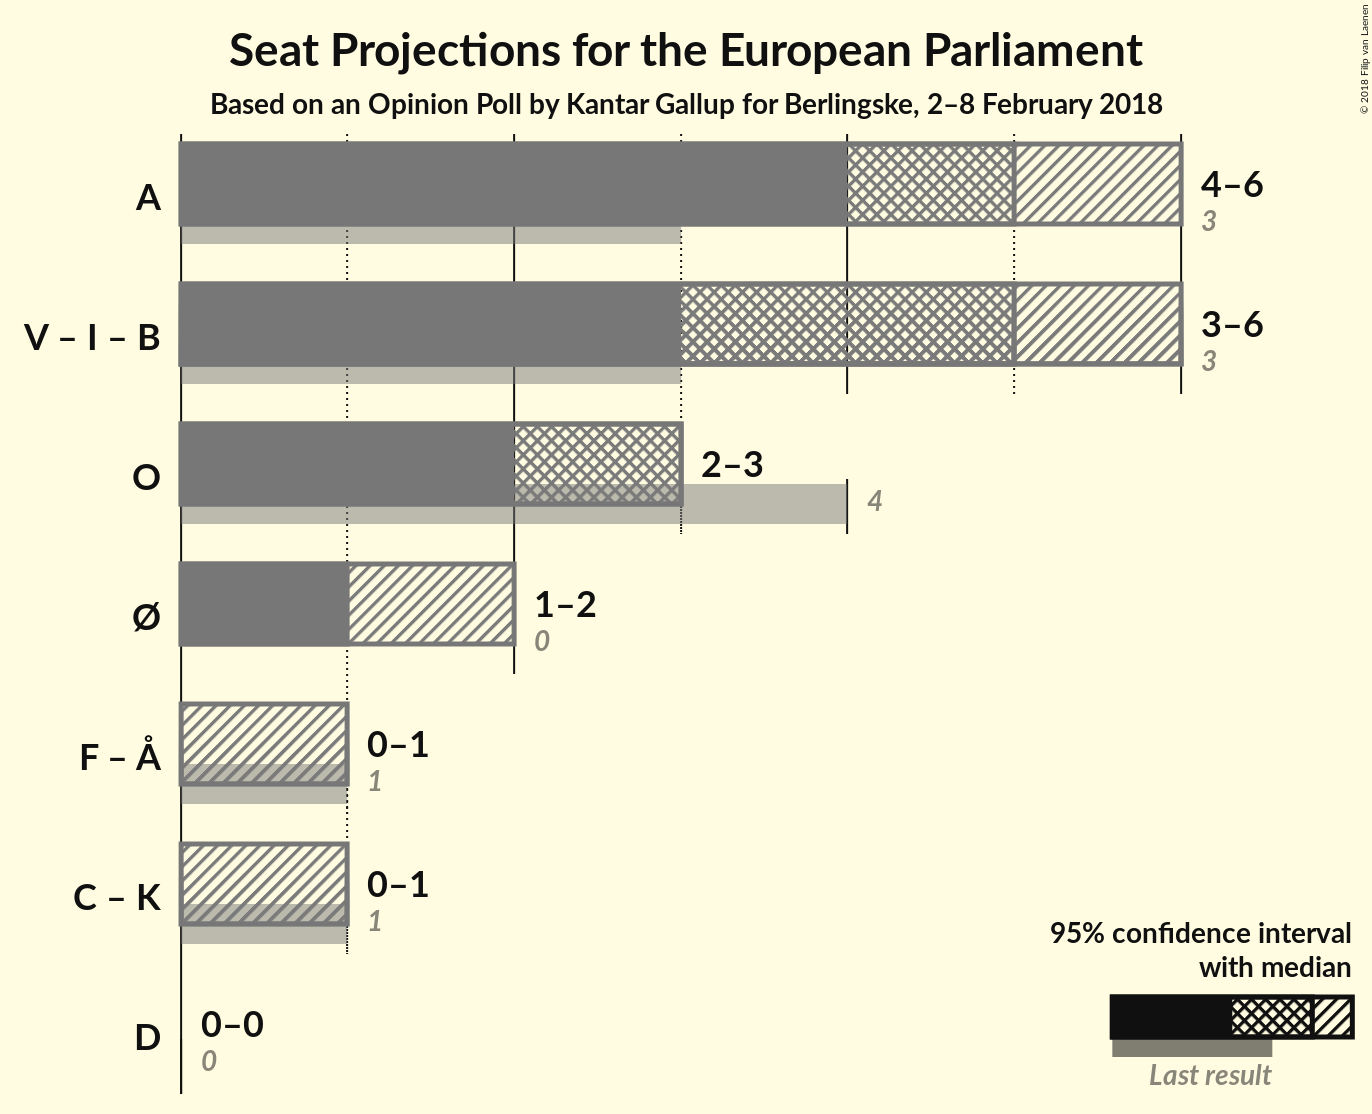 Seat Projections for the European Parliament
Based on an Opinion Poll by Kantar Gallup for Berlingske, 2–8 February 2018
© 2018 Filip van Laenen
A
4–6
3
V – I – B
3–6
3
O
2–3
4
Ø
1–2
0
F – Å
0–1
1
C – K
0–1
1
D
0–0
0
95% confidence interval
with median
Last result